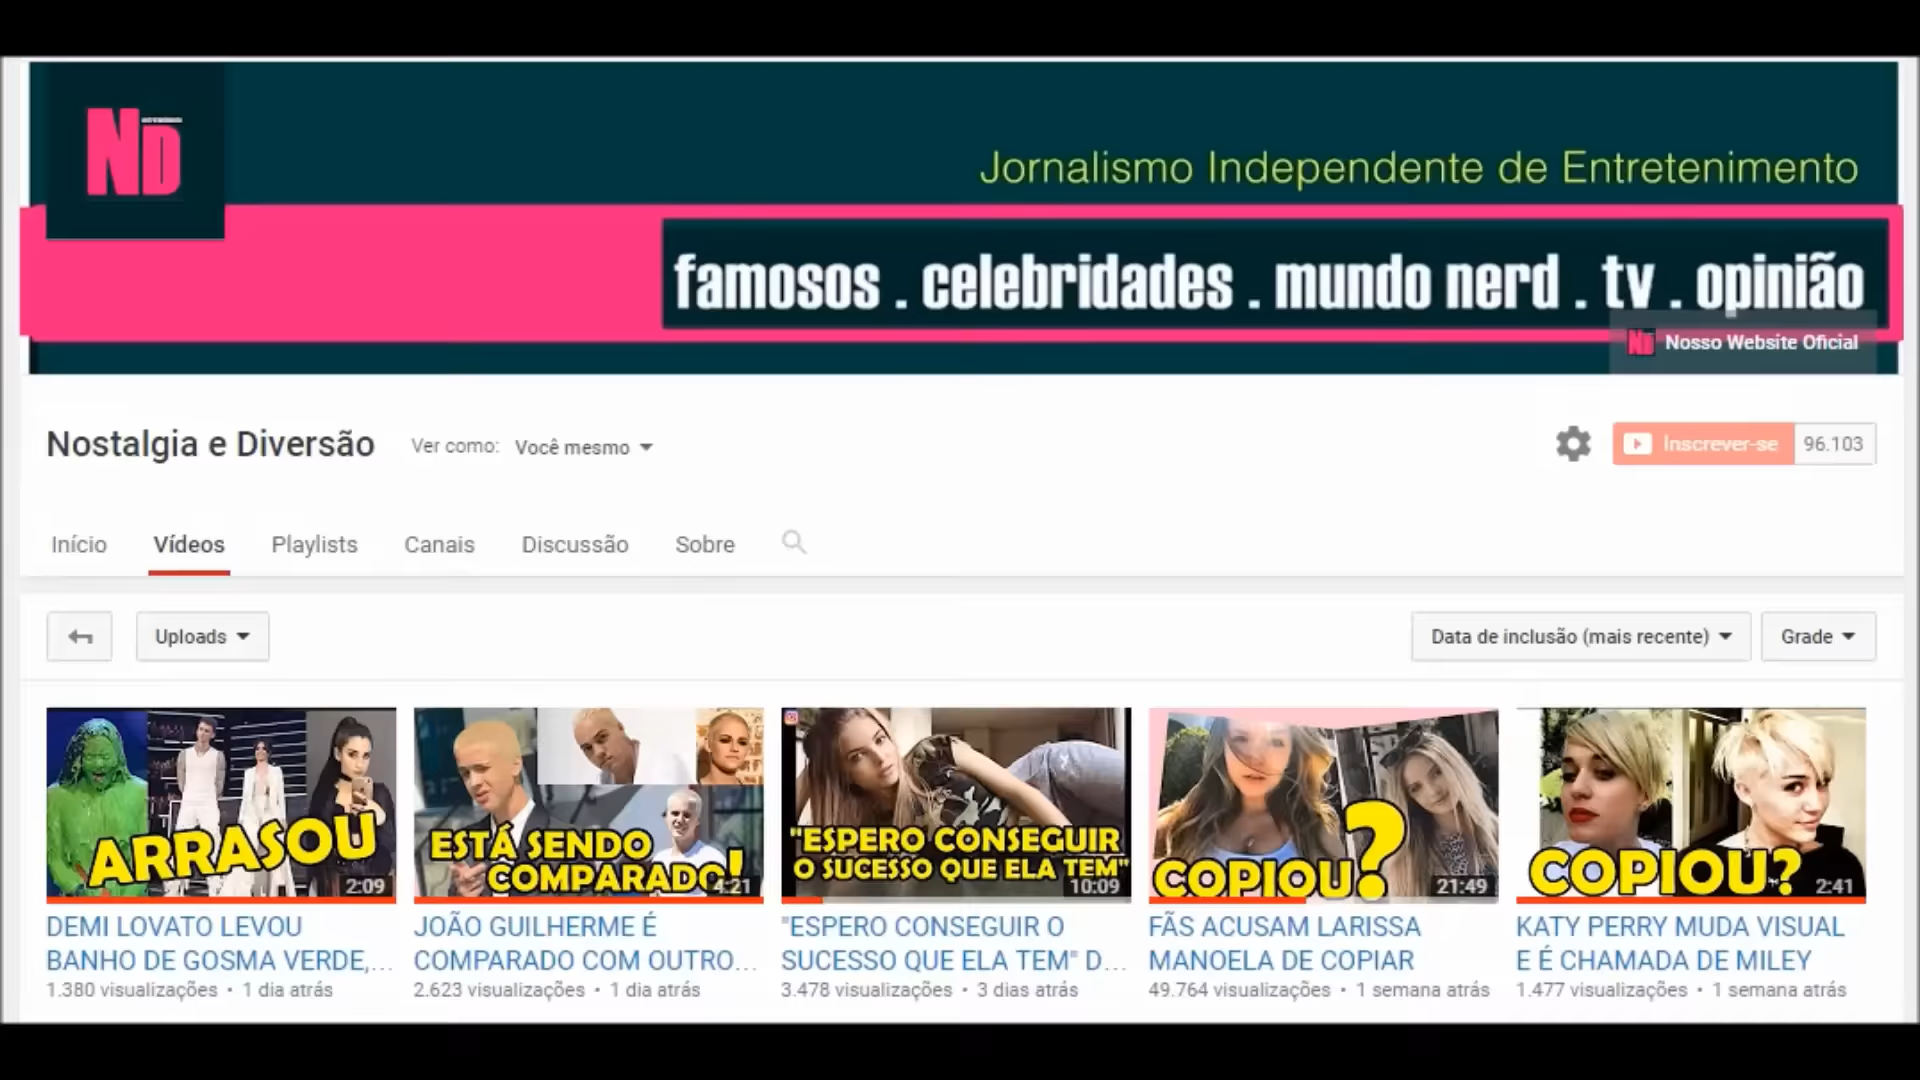 ND
Jornalismo Independente de Entretenimento
famosos . celebridades . mundo nerd . tv . opinião
ND Nosso Website Oficial
Nostalgia e Diversão
Ver como: Você mesmo
Inscrever-se 96.103
Início Vídeos Playlists Canais Discussão Sobre
Uploads
Data de inclusão (mais recente)
Grade
ARRASOU
2:09
DEMI LOVATO LEVOU
BANHO DE GOSMA VERDE,...
1.380 visualizações • 1 dia atrás
ESTÁ SENDO
COMPARADO!
4:21
JOÃO GUILHERME É
COMPARADO COM OUTRO...
2.623 visualizações • 1 dia atrás
"ESPERO CONSEGUIR
O SUCESSO QUE ELA TEM"
10:09
"ESPERO CONSEGUIR O
SUCESSO QUE ELA TEM" D...
3.478 visualizações • 3 dias atrás
COPIOU?
21:49
FÃS ACUSAM LARISSA
MANOELA DE COPIAR
49.764 visualizações • 1 semana atrás
COPIOU?
2:41
KATY PERRY MUDA VISUAL
E É CHAMADA DE MILEY
1.477 visualizações • 1 semana atrás